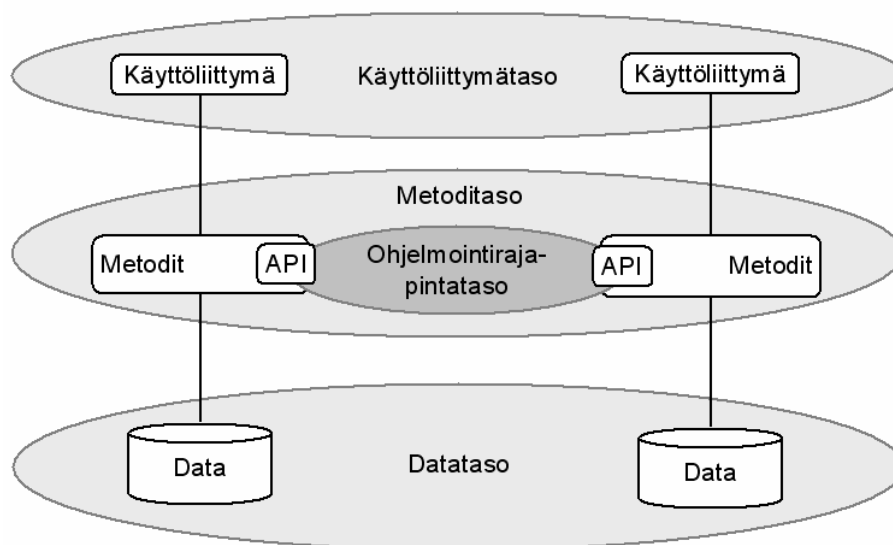 Käyttöliittymä
Käyttöliittymätaso
Käyttöliittymä
Metoditaso
Metodit
API
Ohjelmointiraja-
pintataso
API
Metodit
Data
Datataso
Data